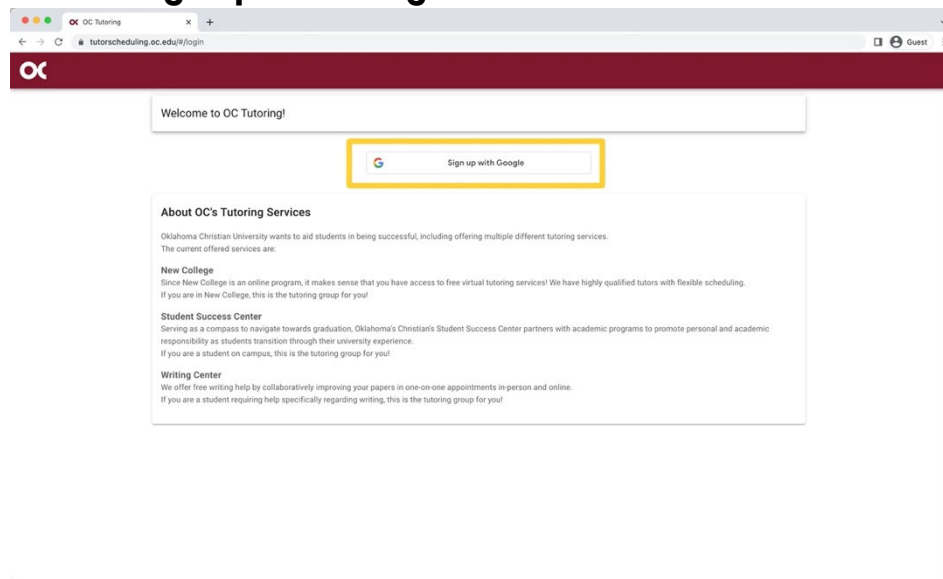 OC Tutoring
tutorscheduling.oc.edu/#/login
Guest
OC
Welcome to OC Tutoring!
Sign up with Google
About OC's Tutoring Services
Oklahoma Christian University wants to aid students in being successful, including offering multiple different tutoring services.
The current offered services are:
New College
Since New College is an online program, it makes sense that you have access to free virtual tutoring services! We have highly qualified tutors with flexible scheduling.
If you are in New College, this is the tutoring group for you!
Student Success Center
Serving as a compass to navigate towards graduation, Oklahoma's Christian's Student Success Center partners with academic programs to promote personal and academic
responsibility as students transition through their university experience.
If you are a student on campus, this is the tutoring group for you!
Writing Center
We offer free writing help by collaboratively improving your papers in one-on-one appointments in-person and online.
If you are a student requiring help specifically regarding writing, this is the tutoring group for you!